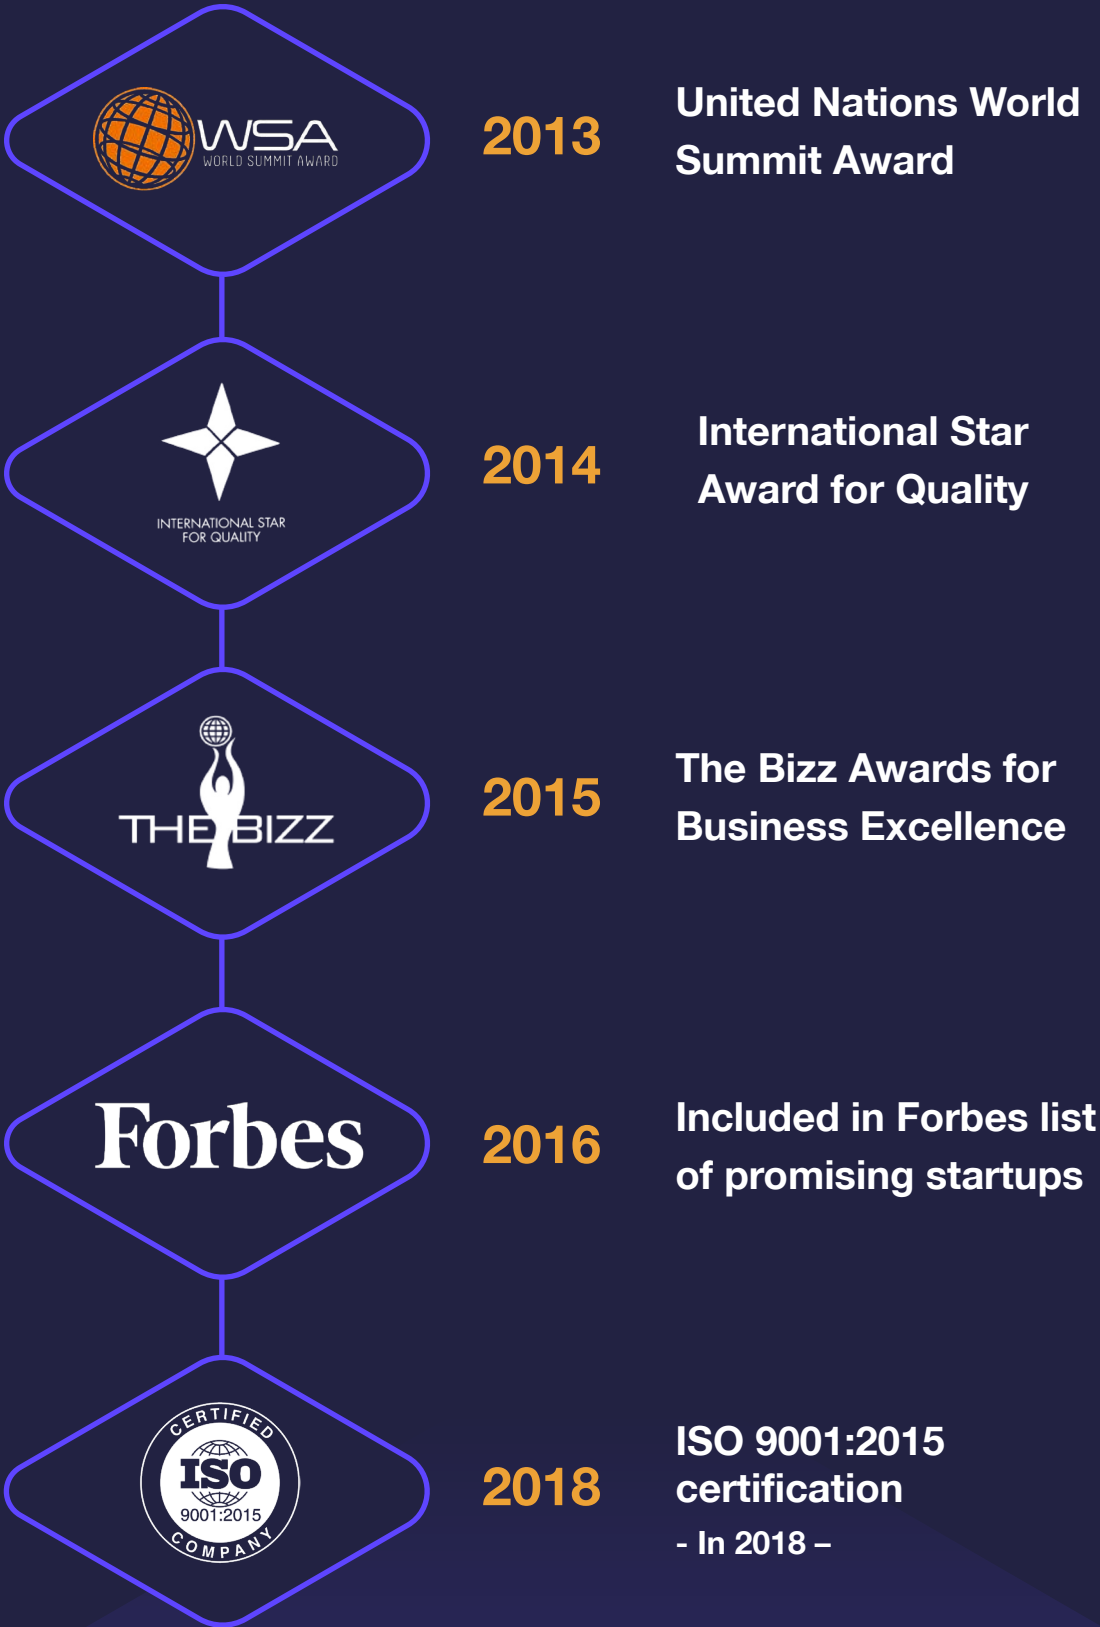 WSA
WORLD SUMMIT AWARD
2013
United Nations World
Summit Award
INTERNATIONAL STAR
FOR QUALITY
2014
International Star
Award for Quality
THE BIZZ
2015
The Bizz Awards for
Business Excellence
Forbes
2016
Included in Forbes list
of promising startups
CERTIFIED
ISO
9001:2015
COMPANY
2018
ISO 9001:2015
certification
- In 2018 –